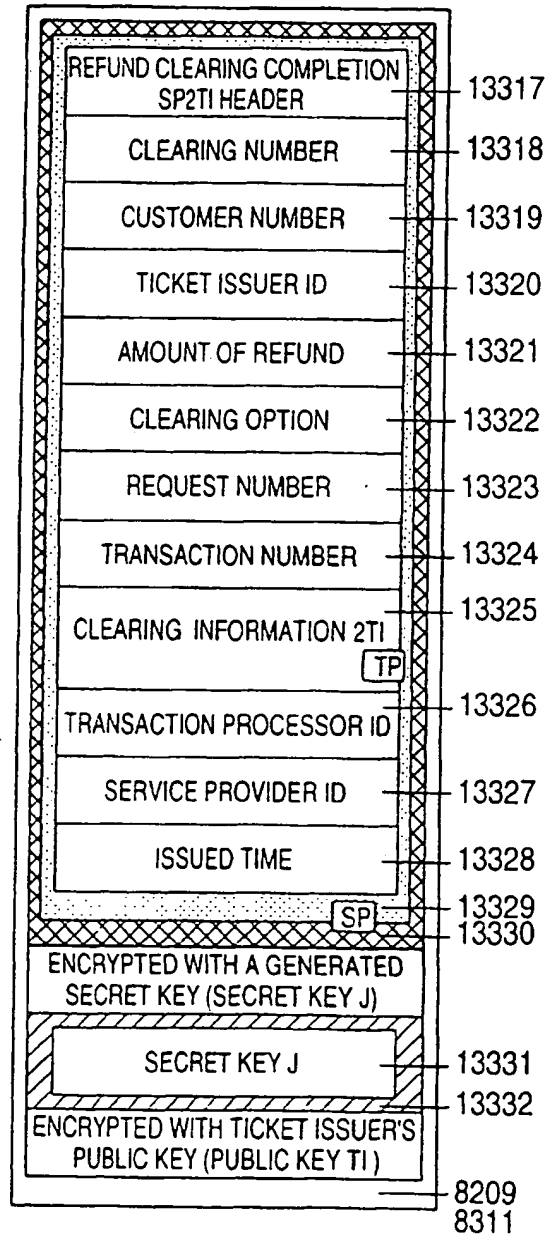 REFUND CLEARING COMPLETION
SP2TI HEADER
13317
CLEARING NUMBER
13318
CUSTOMER NUMBER
13319
TICKET ISSUER ID
13320
AMOUNT OF REFUND
13321
CLEARING OPTION
13322
REQUEST NUMBER
13323
TRANSACTION NUMBER
13324
13325
CLEARING INFORMATION 2TI
TP
13326
TRANSACTION PROCESSOR ID
SERVICE PROVIDER ID
13327
ISSUED TIME
13328
SP
13329
13330
ENCRYPTED WITH A GENERATED
SECRET KEY (SECRET KEY J)
SECRET KEY J
13331
13332
ENCRYPTED WITH TICKET ISSUER'S
PUBLIC KEY (PUBLIC KEY TI)
8209
8311